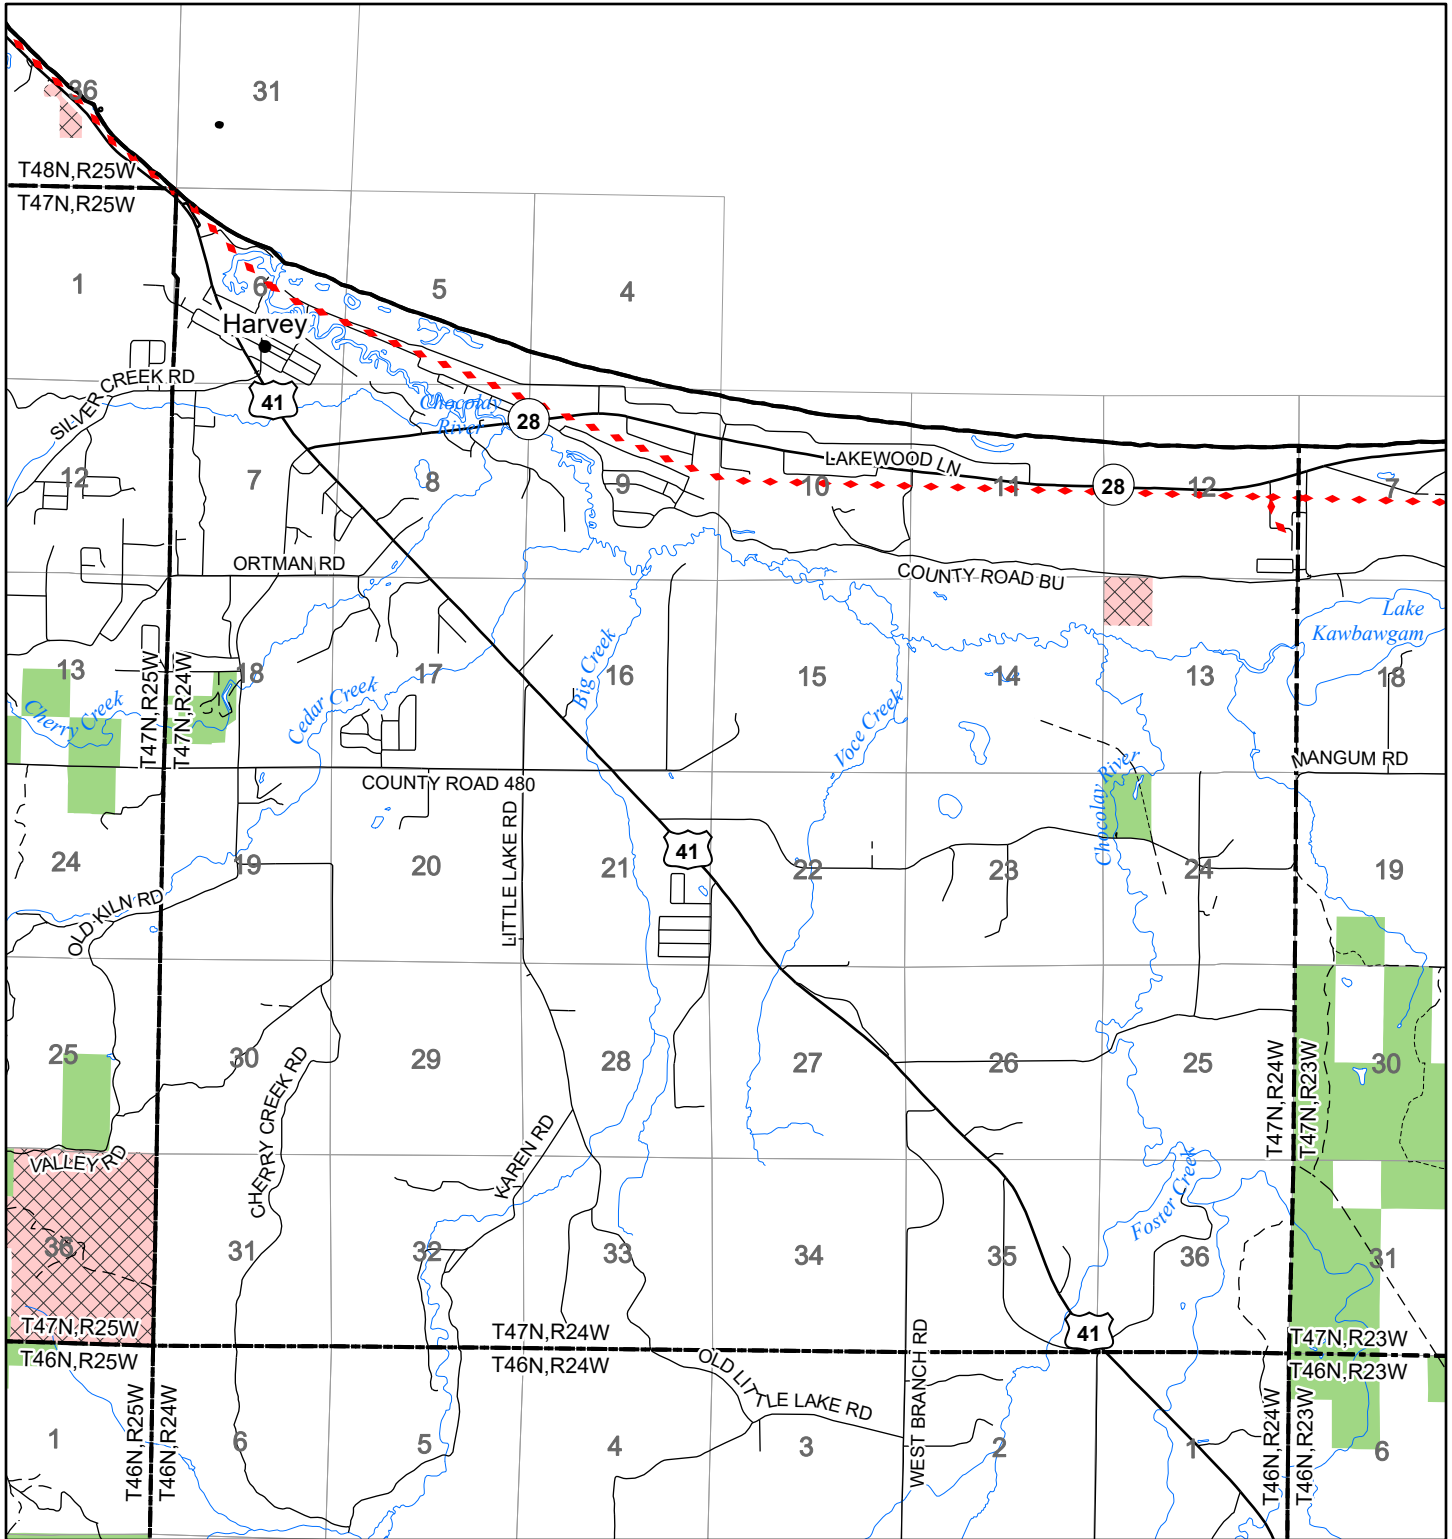 36
31
T48N,R25W
T47N,R25W
1
6
5
4
Harvey
SILVER CREEK RD
41
Chocolay
River
28
LAKEWOOD LN
28
12
7
8
9
10
11
12
7
ORTMAN RD
COUNTY ROAD BU
Lake
Kawbawgam
13
T47N,R25W
T47N,R24W
18
Cherry Creek
Cedar Creek
17
Big Creek
16
15
Voce Creek
14
13
18
Chocolay River
MANGUM RD
COUNTY ROAD 480
LITTLE LAKE RD
41
24
19
20
21
22
23
24
19
OLD KILN RD
25
30
29
28
27
26
25
T47N,R24W
T47N,R23W
30
CHERRY CREEK RD
KAREN RD
VALLEY RD
Foster Creek
36
31
32
33
34
35
36
31
T47N,R25W
T46N,R25W
T47N,R24W
T46N,R24W
41
T47N,R23W
T46N,R23W
OLD LITTLE LAKE RD
WEST BRANCH RD
T46N,R25W
T46N,R24W
T46N,R24W
T46N,R23W
1
6
5
4
3
2
1
6